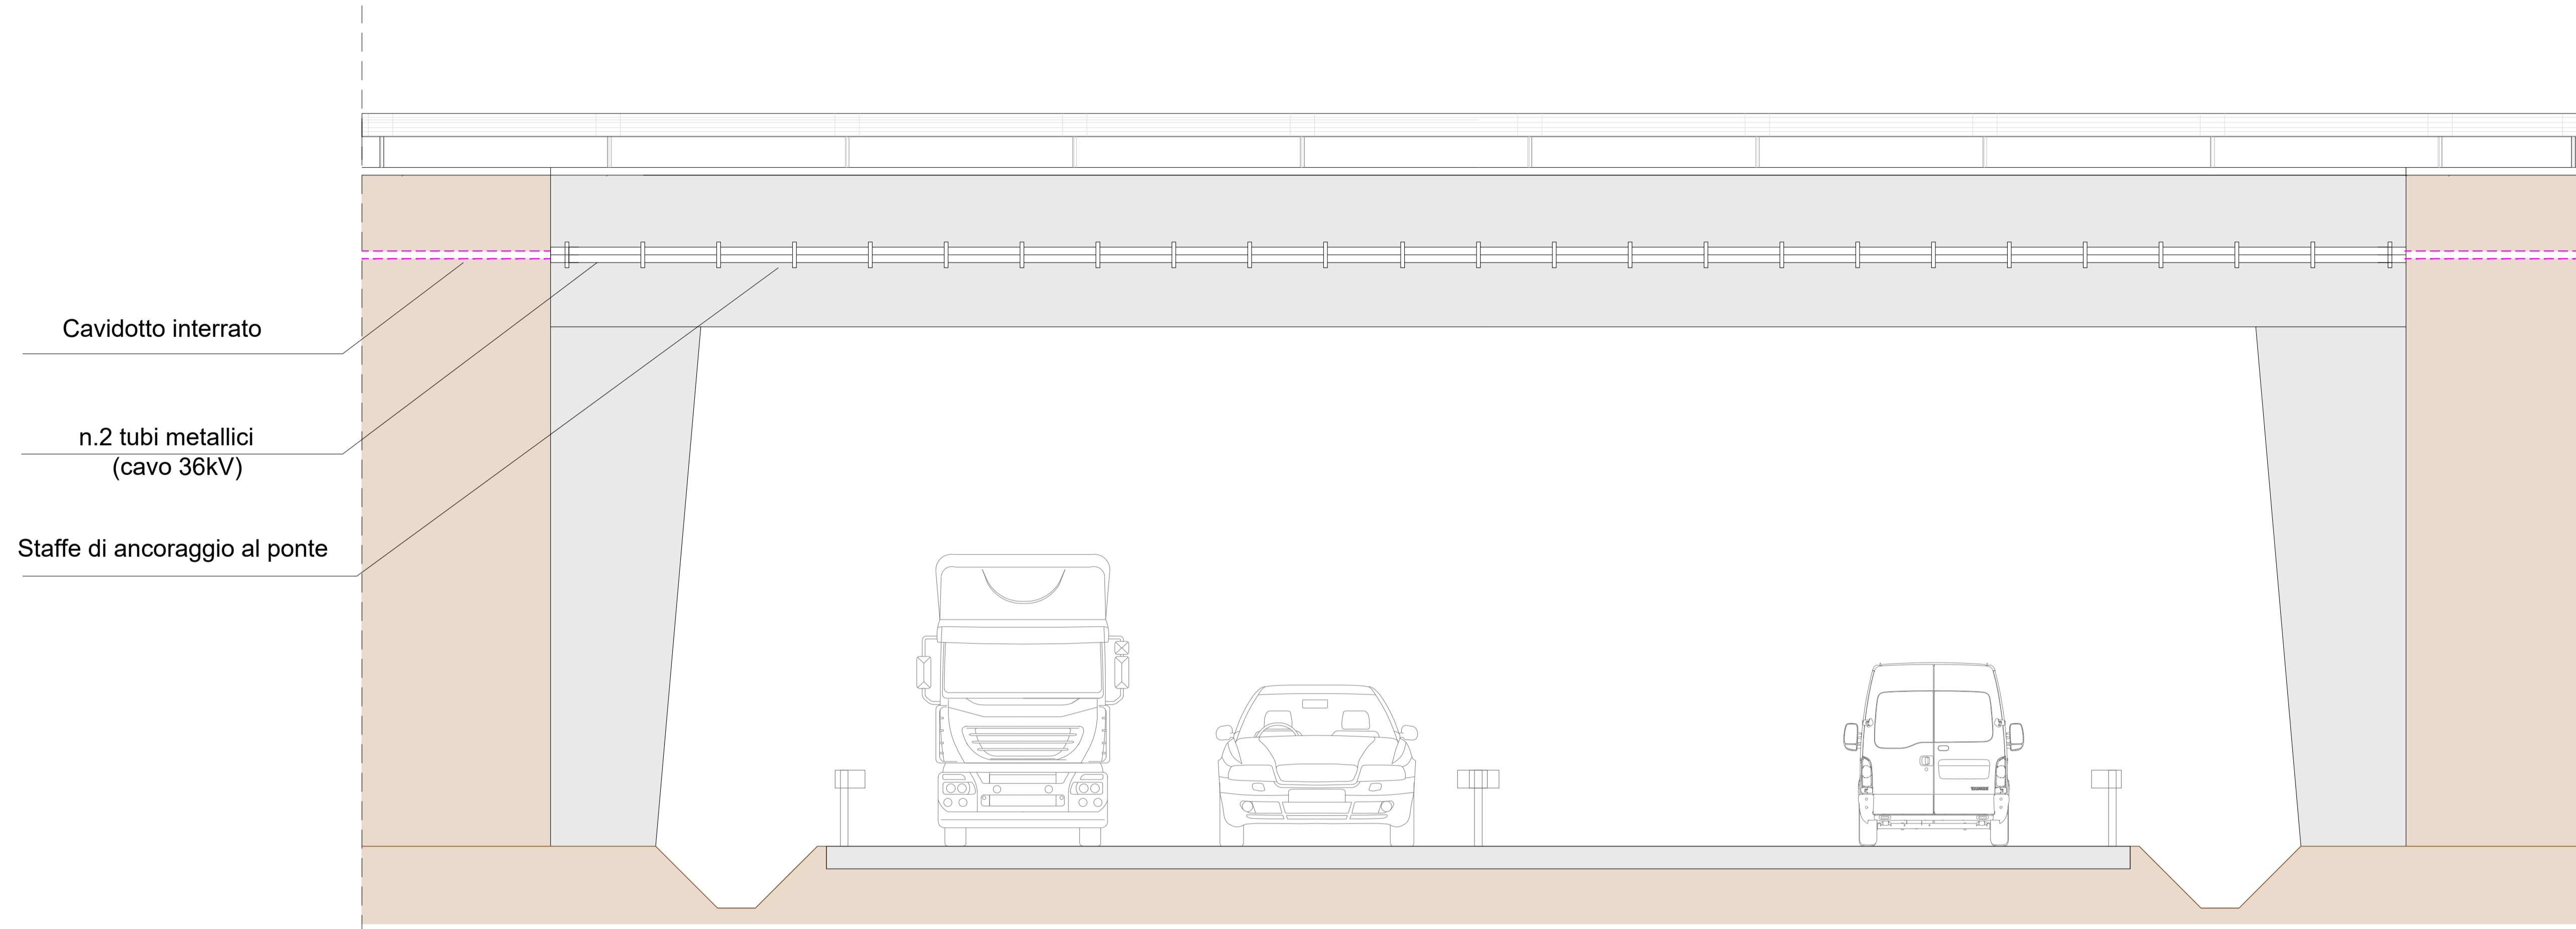 Cavidotto interrato
n.2 tubi metallici
(cavo 36kV)
Staffe di ancoraggio al ponte